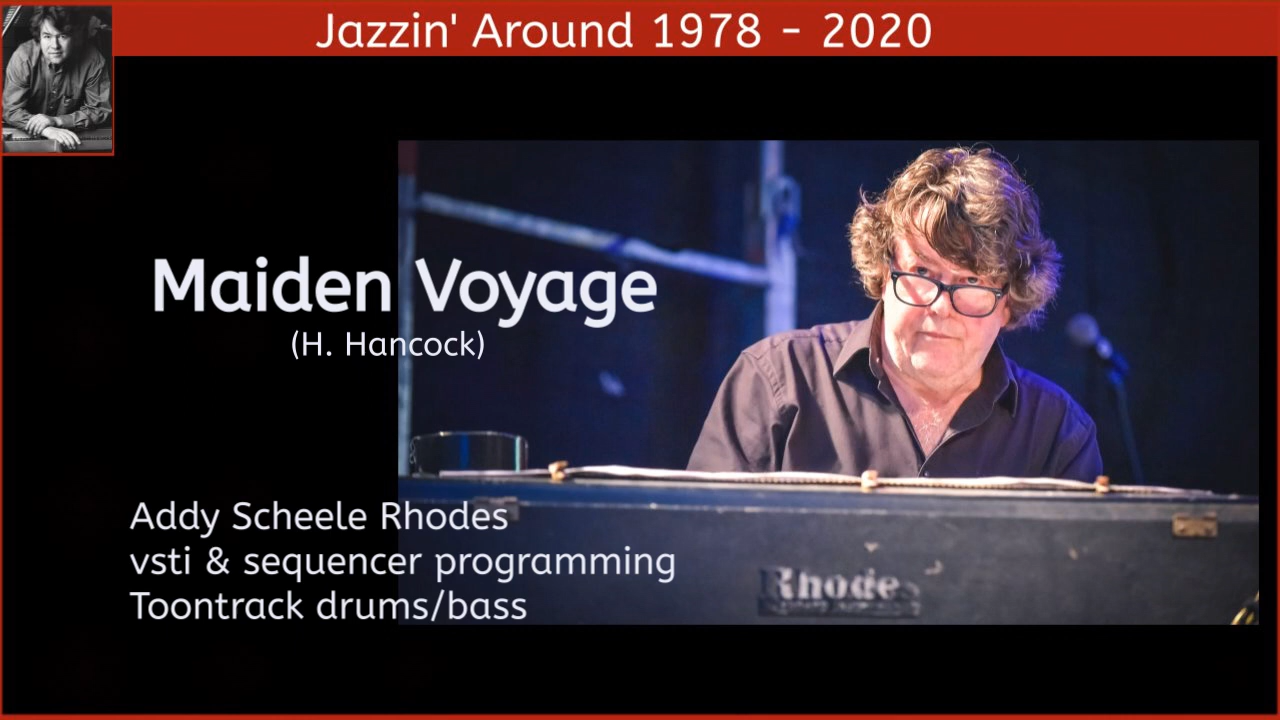 Jazzin' Around 1978 - 2020
Maiden Voyage
(H. Hancock)
Addy Scheele Rhodes
vsti & sequencer programming
Toontrack drums/bass
Rhodes